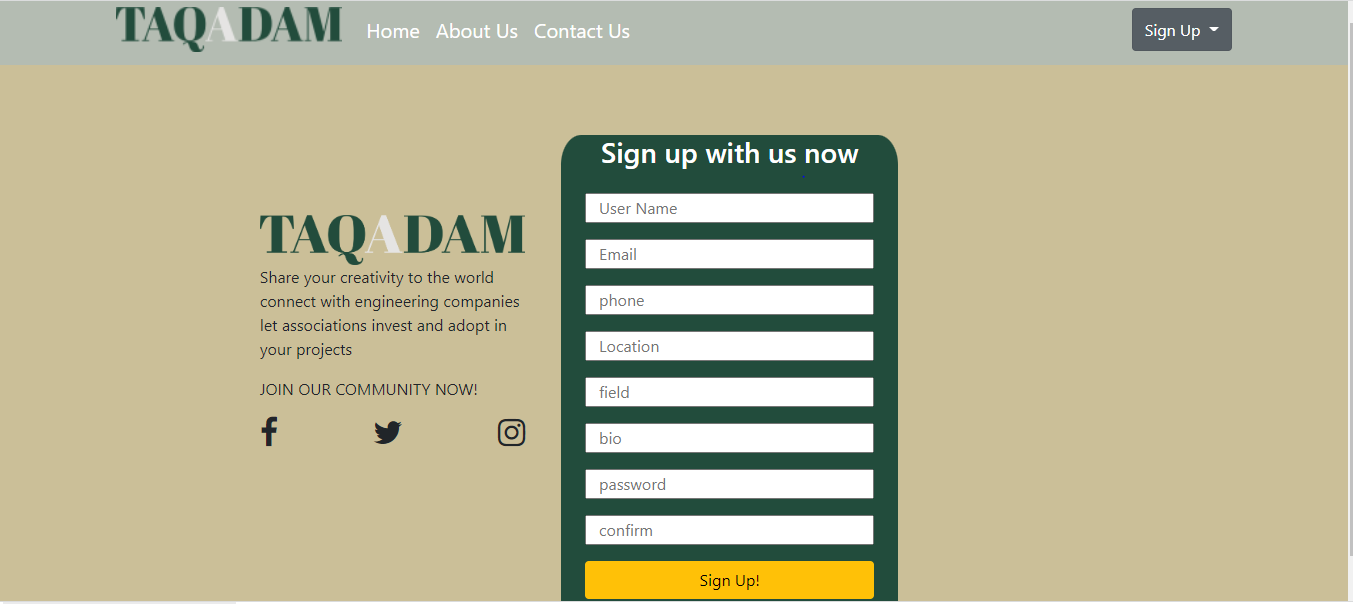 TAQADAM
Home About Us Contact Us
Sign Up
TAQADAM
Share your creativity to the world
connect with engineering companies
let associations invest and adopt in
your projects
JOIN OUR COMMUNITY NOW!
Sign up with us now
User Name
Email
phone
Location
field
bio
password
confirm
Sign Up!